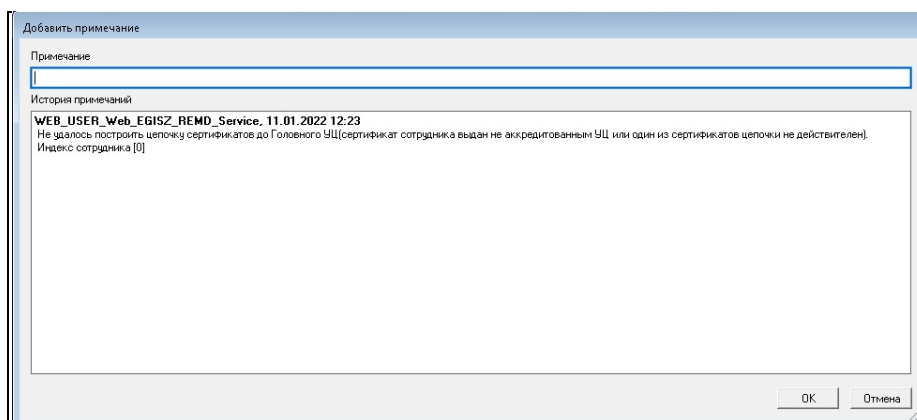 Добавить примечание
Примечание
История примечаний
WEB_USER_Web_EGISZ_REMD_Service, 11.01.2022 12:23
Не удалось построить цепочку сертификатов до Головного УЦ(сертификат сотрудника выдан не аккредитованным УЦ или один из сертификатов цепочки не действителен).
Индекс сотрудника [0]
OK Отмена